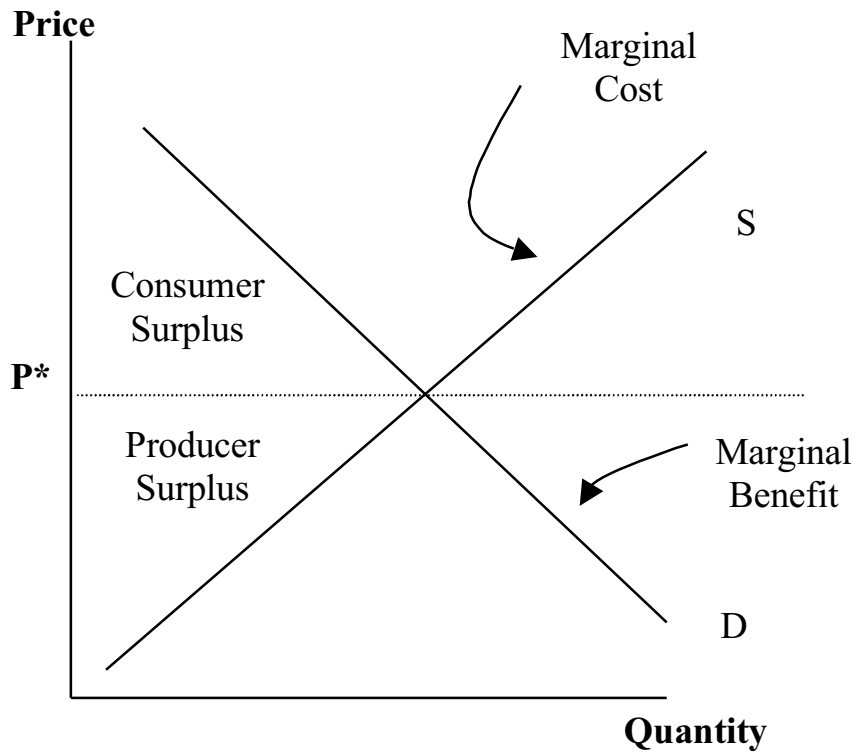 Price
Marginal
Cost
S
Consumer
Surplus
P*
Producer
Surplus
Marginal
Benefit
D
Quantity